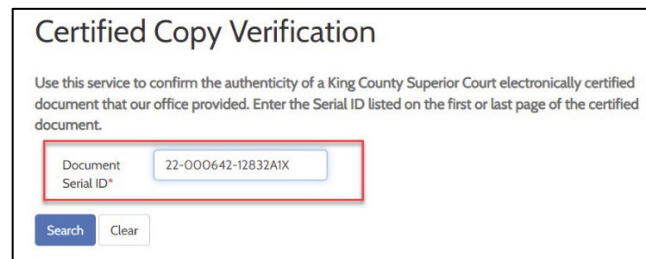 Certified Copy Verification
Use this service to confirm the authenticity of a King County Superior Court electronically certified
document that our office provided. Enter the Serial ID listed on the first or last page of the certified
document.
Document 22-000642-12832A1X
Serial ID*
Search Clear